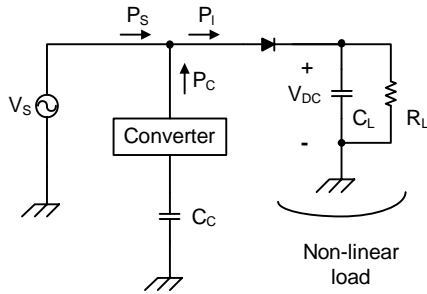 P_S P_I
P_C
V_S
+
V_DC
C_L
R_L
-
Converter
C_C
Non-linear
load